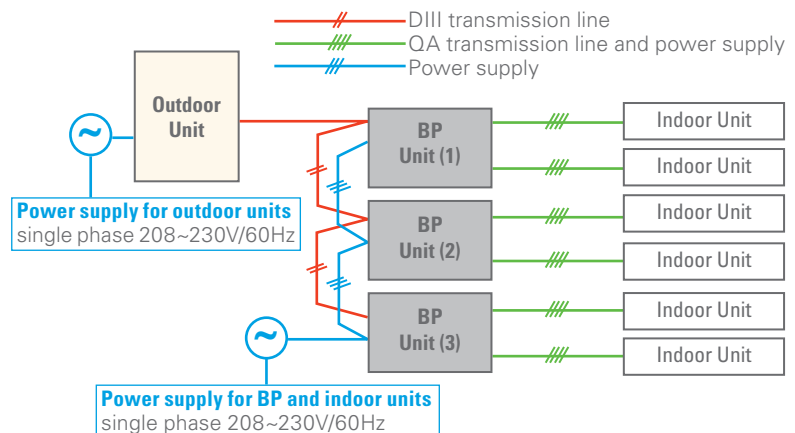 DIII transmission line
QA transmission line and power supply
Power supply
Outdoor
Unit
~
Power supply for outdoor units
single phase 208~230V/60Hz
BP
Unit (1)
BP
Unit (2)
BP
Unit (3)
Indoor Unit
Indoor Unit
Indoor Unit
Indoor Unit
Indoor Unit
Indoor Unit
~
Power supply for BP and indoor units
single phase 208~230V/60Hz